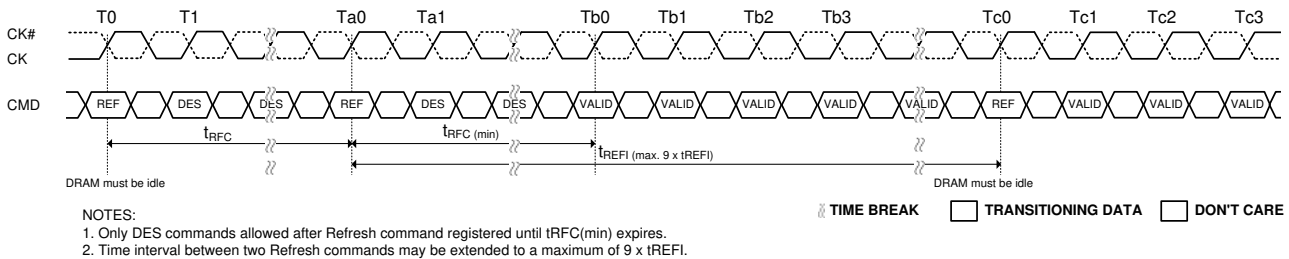 T0 T1 Ta0 Ta1 Tb0 Tb1 Tb2 Tb3 Tc0 Tc1 Tc2 Tc3
CK#
CK
CMD REF DES DES REF DES DES VALID VALID VALID VALID VALID REF VALID VALID VALID
tRFC tRFC (min)
tREFI (max. 9 x tREFI)
DRAM must be idle DRAM must be idle
TIME BREAK TRANSITIONING DATA DON'T CARE
NOTES:
1. Only DES commands allowed after Refresh command registered until tRFC(min) expires.
2. Time interval between two Refresh commands may be extended to a maximum of 9 x tREFI.